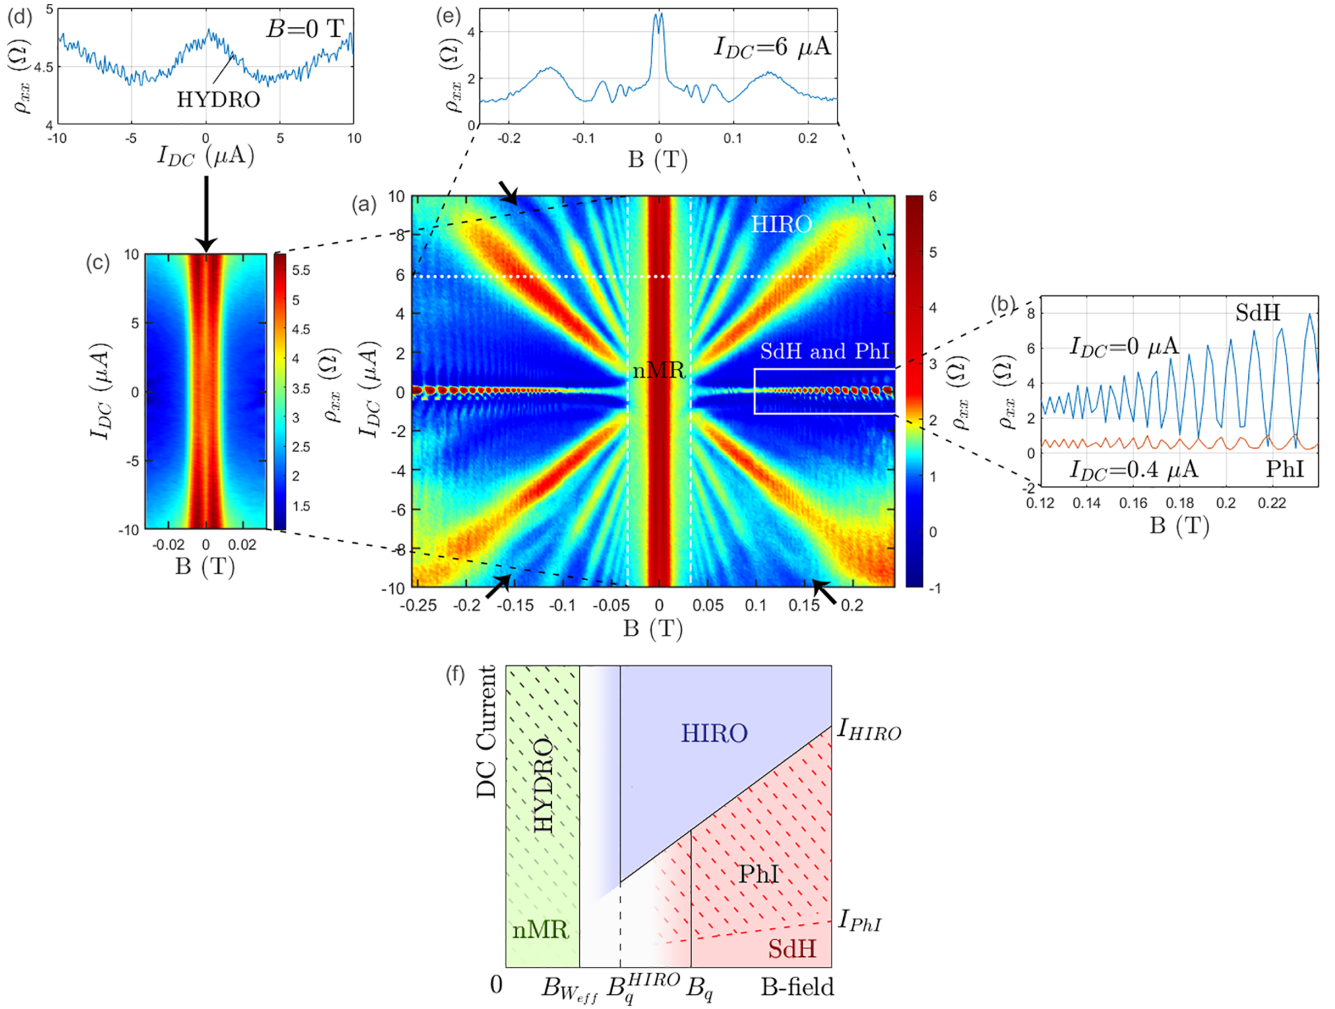 (d)
5
4.5
4
ρxx (Ω)
B=0 T
HYDRO
-10 -5 0 5 10
IDC (μA)
(e)
4
2
0
ρxx (Ω)
IDC=6 μA
-0.2 -0.1 0 0.1 0.2
B (T)
(c)
10
5
0
-5
-10
IDC (μA)
-0.02 0 0.02
B (T)
5.5
5
4.5
4
3.5
3
2.5
2
1.5
ρxx (Ω)
(a)
10
8
6
4
2
0
-2
-4
-6
-8
-10
IDC (μA)
HIRO
SdH and PhI
nMR
-0.25 -0.2 -0.15 -0.1 -0.05 0 0.05 0.1 0.15 0.2
B (T)
6
5
4
3
2
1
0
-1
ρxx (Ω)
(b)
8
6
4
2
0
-2
ρxx (Ω)
SdH
IDC=0 μA
IDC=0.4 μA
PhI
0.12 0.14 0.16 0.18 0.2 0.22
B (T)
(f)
DC Current
HYDRO
nMR
HIRO
PhI
SdH
IHIRO
IPhI
0 BWeff BqHIRO Bq B-field